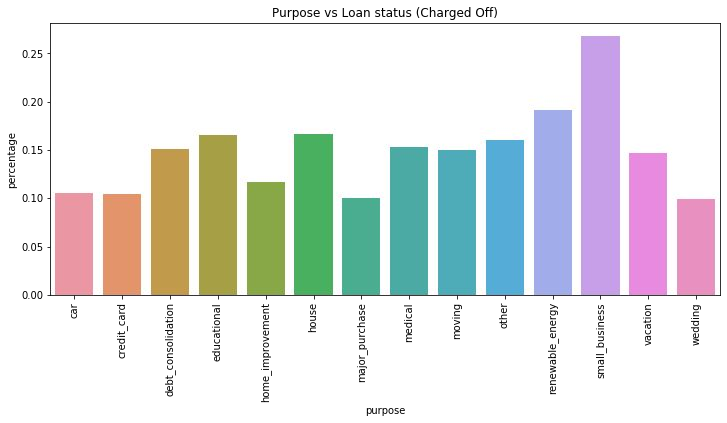 Purpose vs Loan status (Charged Off)
percentage
0.25
0.20
0.15
0.10
0.05
0.00
car
credit_card
debt_consolidation
educational
home_improvement
house
major_purchase
medical
moving
other
renewable_energy
small_business
vacation
wedding
purpose